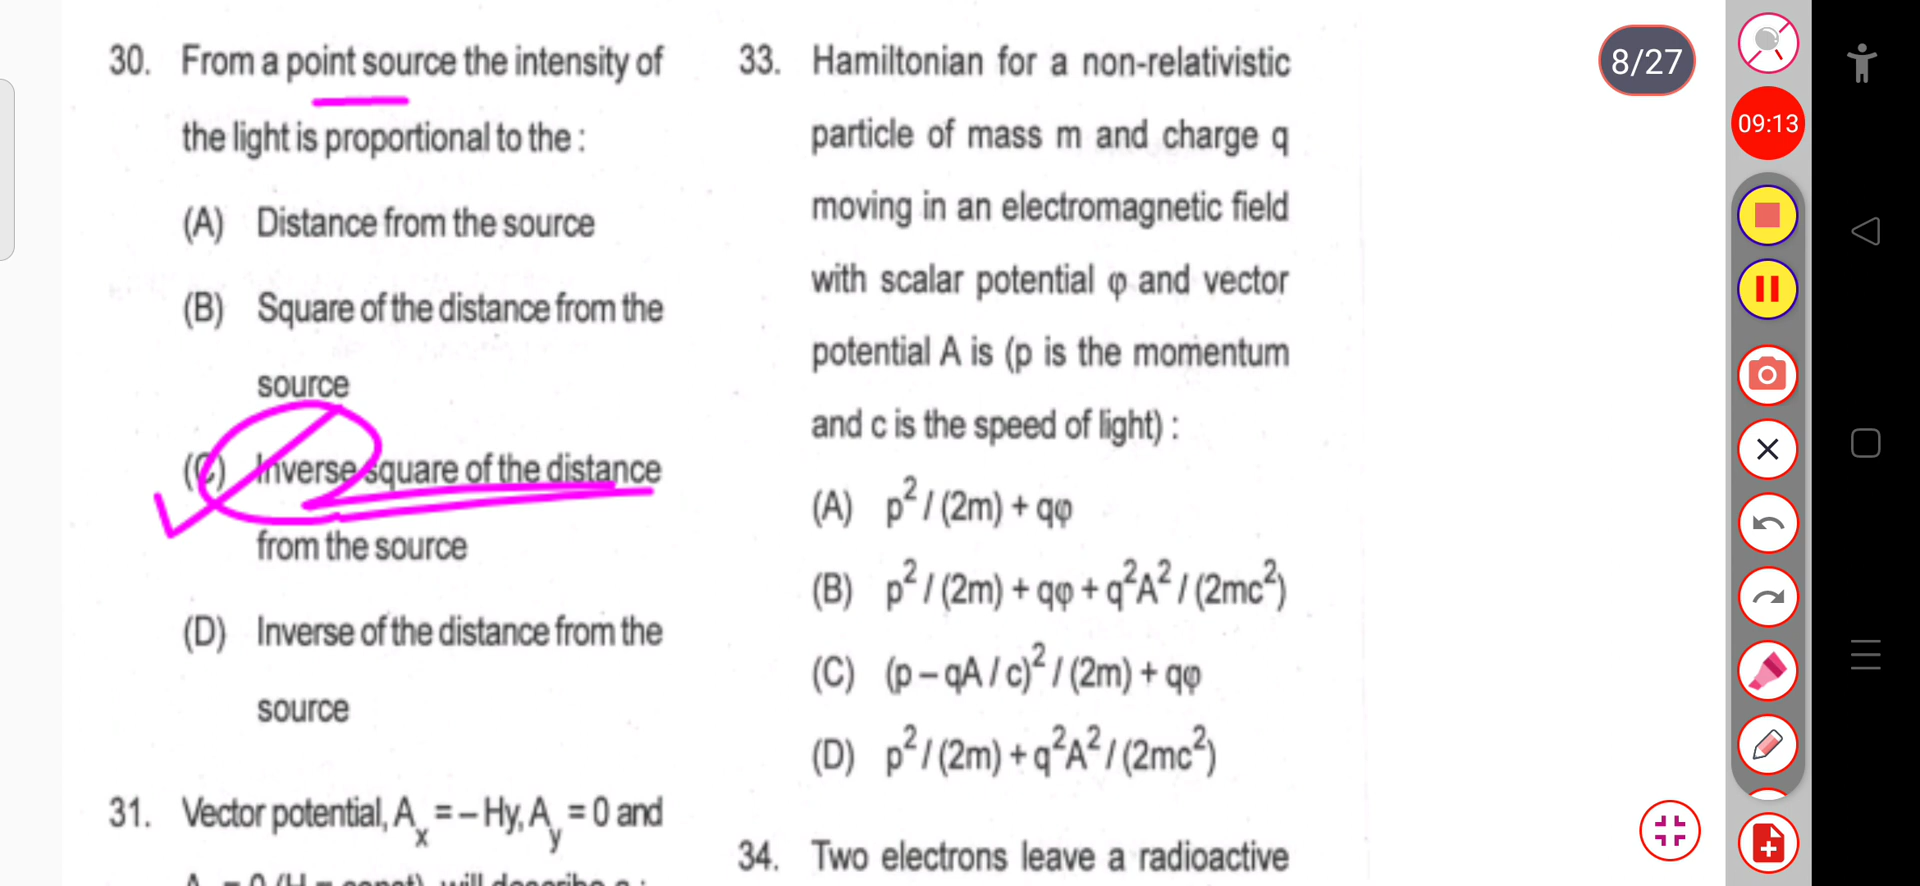 30. From a point source the intensity of
the light is proportional to the :
(A) Distance from the source
(B) Square of the distance from the
source
(C) Inverse square of the distance
from the source
(D) Inverse of the distance from the
source
31. Vector potential, Aₓ = – Hy, A_y = 0 and
33. Hamiltonian for a non-relativistic
particle of mass m and charge q
moving in an electromagnetic field
with scalar potential φ and vector
potential A is (p is the momentum
and c is the speed of light) :
(A) p² / (2m) + qφ
(B) p² / (2m) + qφ + q²A² / (2mc²)
(C) (p – qA / c)² / (2m) + qφ
(D) p² / (2m) + q²A² / (2mc²)
34. Two electrons leave a radioactive
8/27
09:13